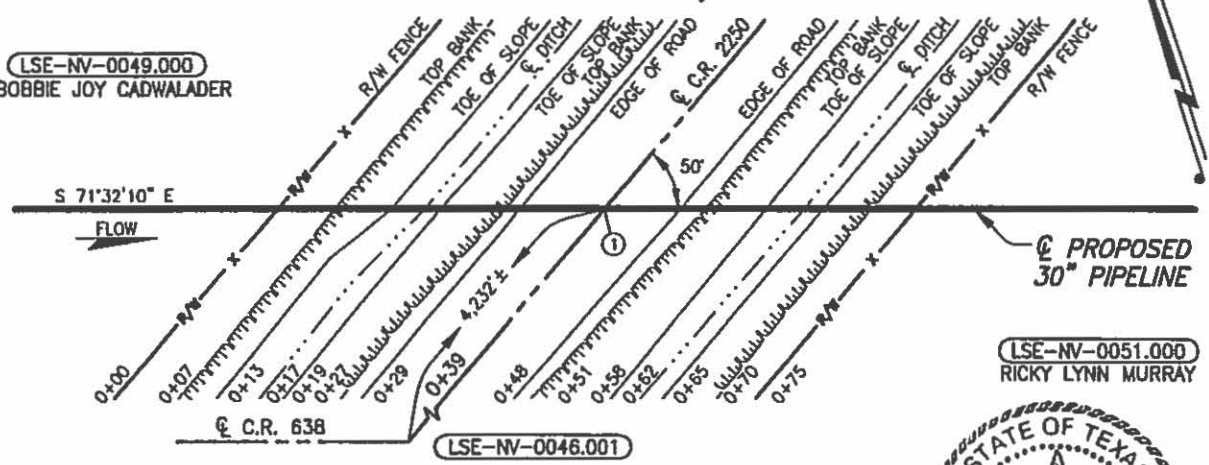 LSE-NV-0049.000
BOBBIE JOY CADWALADER
R/W FENCE
TOP BANK
TOE OF SLOPE
℄ DITCH
TOE OF SLOPE
TOP BANK
EDGE OF ROAD
℄ C.R. 2250
EDGE OF ROAD
TOP BANK
TOE OF SLOPE
℄ DITCH
TOE OF SLOPE
TOP BANK
R/W FENCE
X
R/W
X
R/W
X
R/W
X
R/W
50°
S 71°32'10" E
FLOW
1
℄ PROPOSED
30" PIPELINE
4,232'±
0+00
0+07
0+13
0+17
0+19
0+27
0+29
0+39
0+48
0+51
0+58
0+62
0+65
0+70
0+75
℄ C.R. 638
LSE-NV-0046.001
LSE-NV-0051.000
RICKY LYNN MURRAY
STATE OF TEXAS